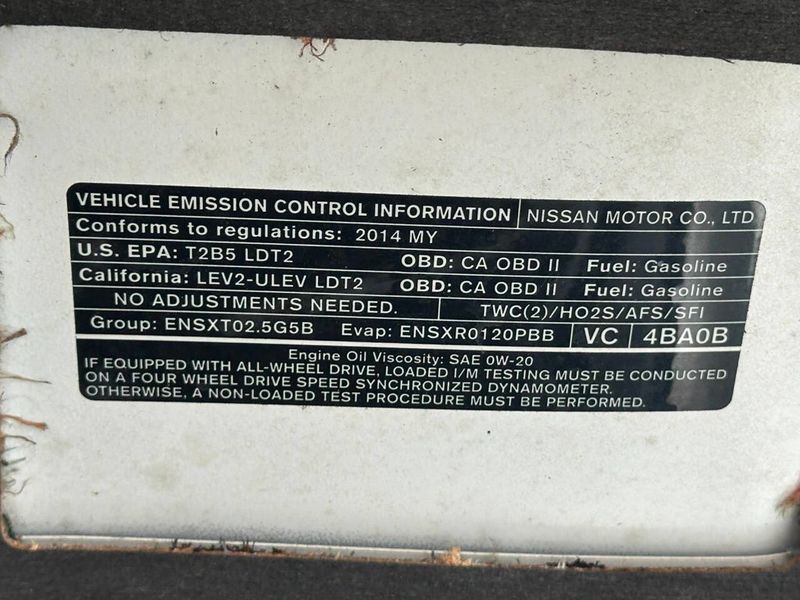 VEHICLE EMISSION CONTROL INFORMATION NISSAN MOTOR CO., LTD
Conforms to regulations: 2014 MY
U.S. EPA: T2B5 LDT2 OBD: CA OBD II Fuel: Gasoline
California: LEV2-ULEV LDT2 OBD: CA OBD II Fuel: Gasoline
NO ADJUSTMENTS NEEDED. TWC(2)/HO2S/AFS/SFI
Group: ENSXT02.5G5B Evap: ENSXR0120PBB VC 4BA0B
Engine Oil Viscosity: SAE 0W-20
IF EQUIPPED WITH ALL-WHEEL DRIVE, LOADED I/M TESTING MUST BE CONDUCTED
ON A FOUR WHEEL DRIVE SPEED SYNCHRONIZED DYNAMOMETER.
OTHERWISE, A NON-LOADED TEST PROCEDURE MUST BE PERFORMED.